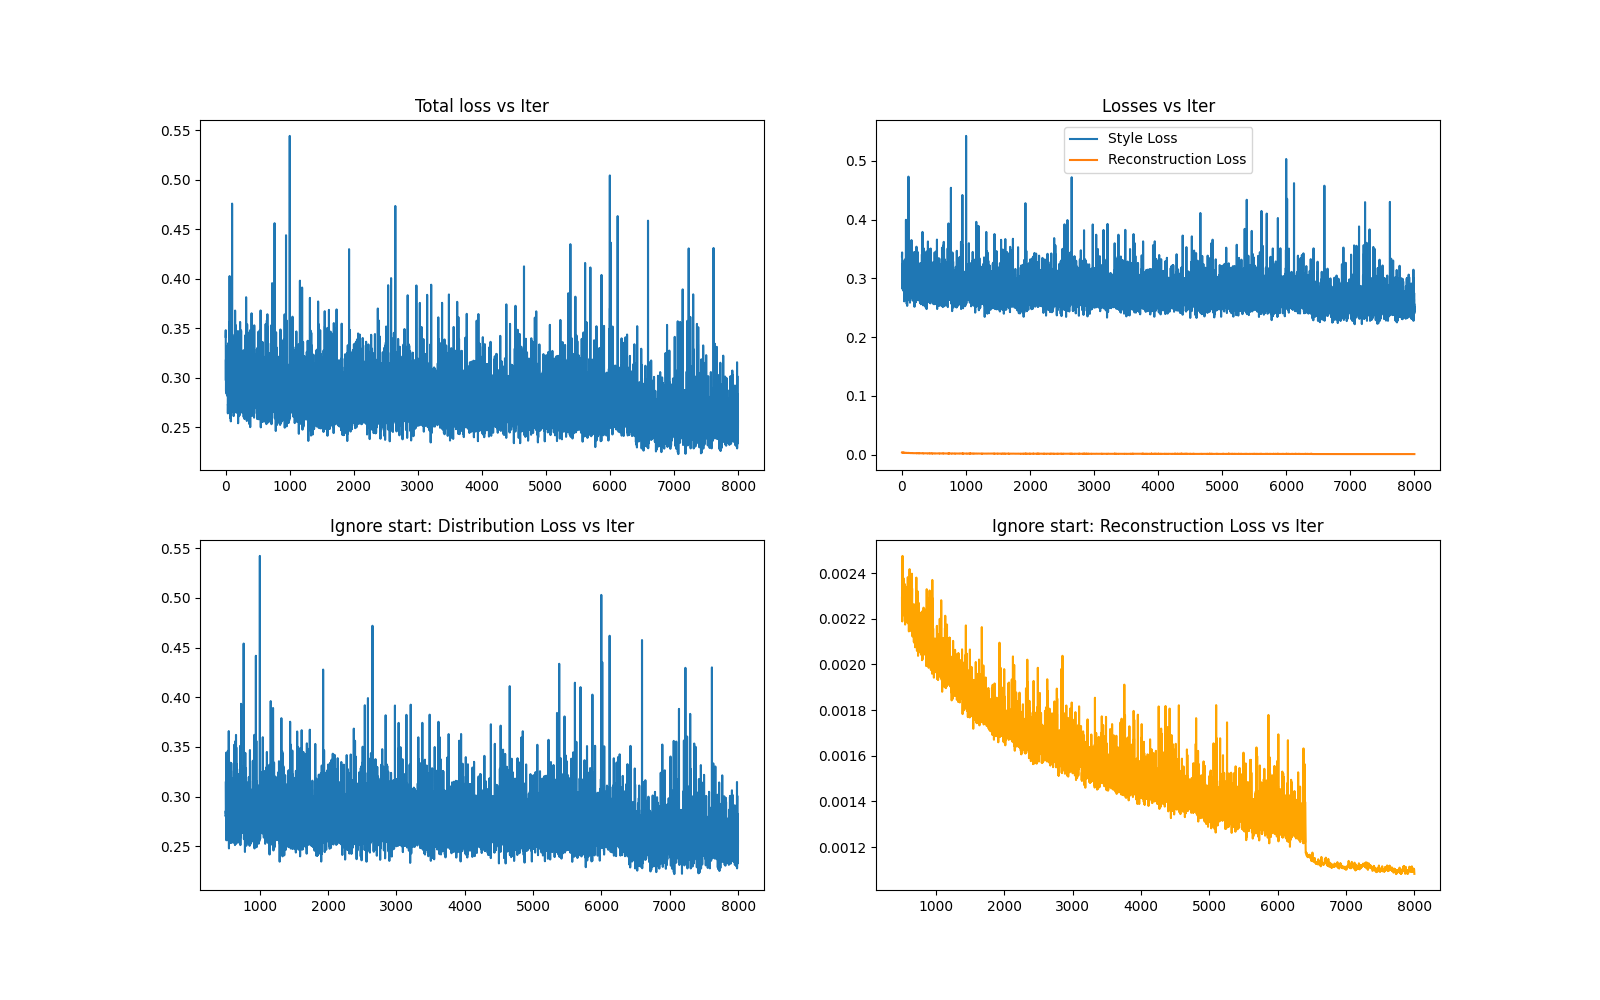 Total loss vs Iter
0.55
0.50
0.45
0.40
0.35
0.30
0.25
0 1000 2000 3000 4000 5000 6000 7000 8000
Losses vs Iter
Style Loss
Reconstruction Loss
0.5
0.4
0.3
0.2
0.1
0.0
0 1000 2000 3000 4000 5000 6000 7000 8000
Ignore start: Distribution Loss vs Iter
0.55
0.50
0.45
0.40
0.35
0.30
0.25
1000 2000 3000 4000 5000 6000 7000 8000
Ignore start: Reconstruction Loss vs Iter
0.0024
0.0022
0.0020
0.0018
0.0016
0.0014
0.0012
1000 2000 3000 4000 5000 6000 7000 8000